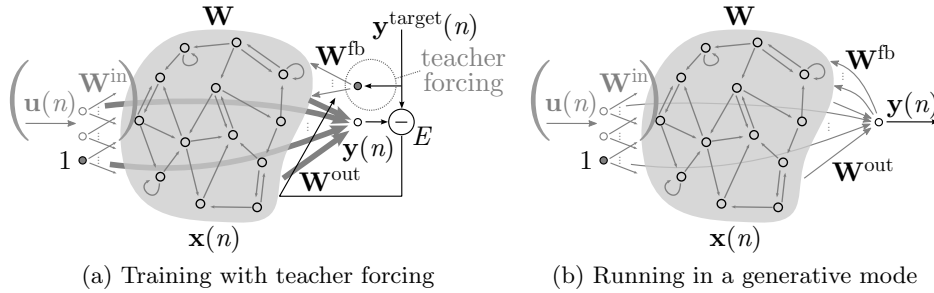 W
y^target(n)
W^fb
teacher
forcing
W^in
u(n)
1
y(n)
E
W^out
x(n)
(a) Training with teacher forcing
W
W^fb
W^in
u(n)
y(n)
1
W^out
x(n)
(b) Running in a generative mode